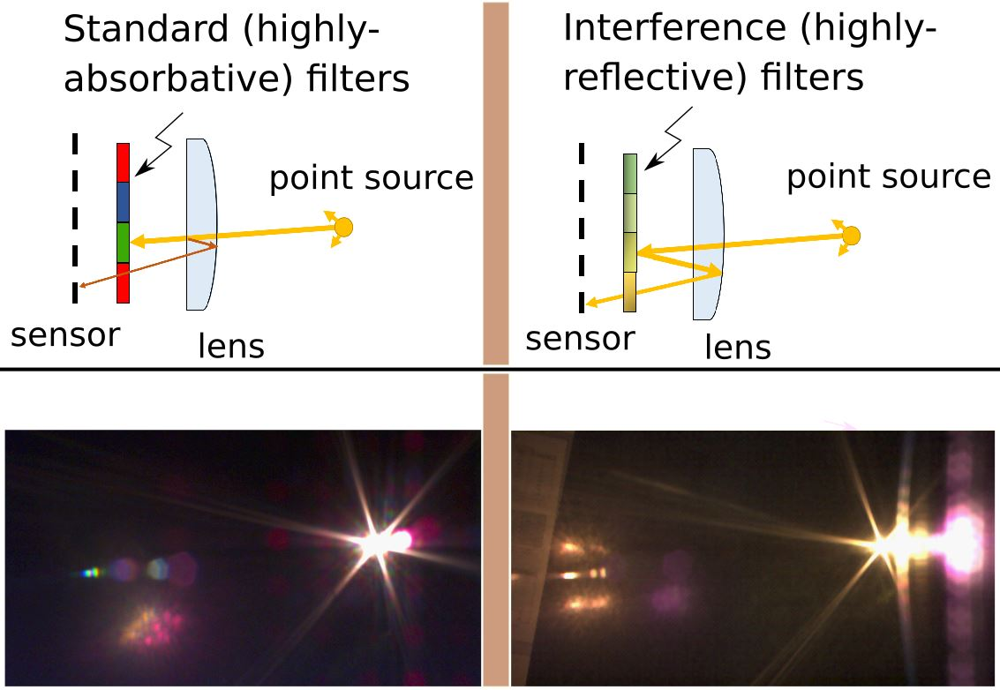 Standard (highly-
absorbative) filters
point source
sensor
lens
Interference (highly-
reflective) filters
point source
sensor
lens